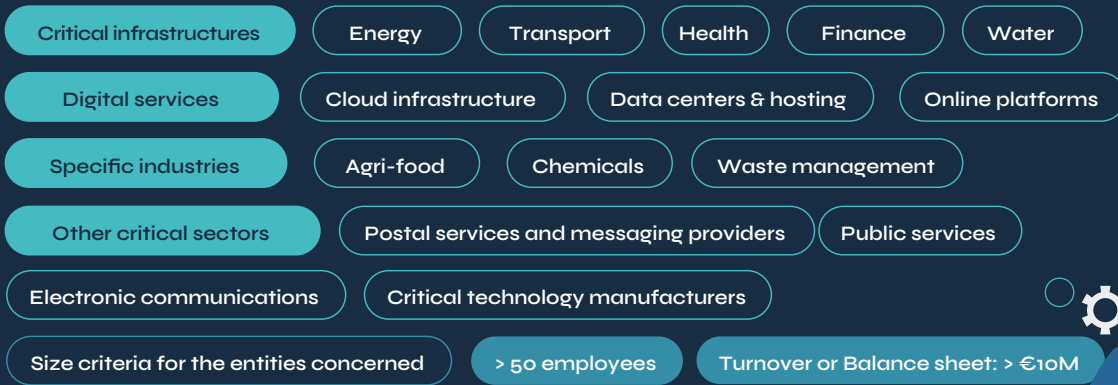 Critical infrastructures Energy Transport Health Finance Water
Digital services Cloud infrastructure Data centers & hosting Online platforms
Specific industries Agri-food Chemicals Waste management
Other critical sectors Postal services and messaging providers Public services
Electronic communications Critical technology manufacturers
Size criteria for the entities concerned > 50 employees Turnover or Balance sheet: > €10M